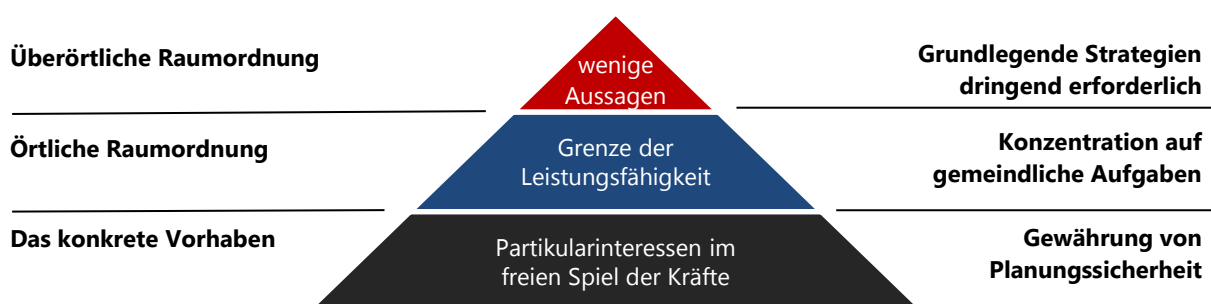 Überörtliche Raumordnung
wenige
Aussagen
Grundlegende Strategien
dringend erforderlich
Örtliche Raumordnung
Grenze der
Leistungsfähigkeit
Konzentration auf
gemeindliche Aufgaben
Das konkrete Vorhaben
Partikularinteressen im
freien Spiel der Kräfte
Gewährung von
Planungssicherheit